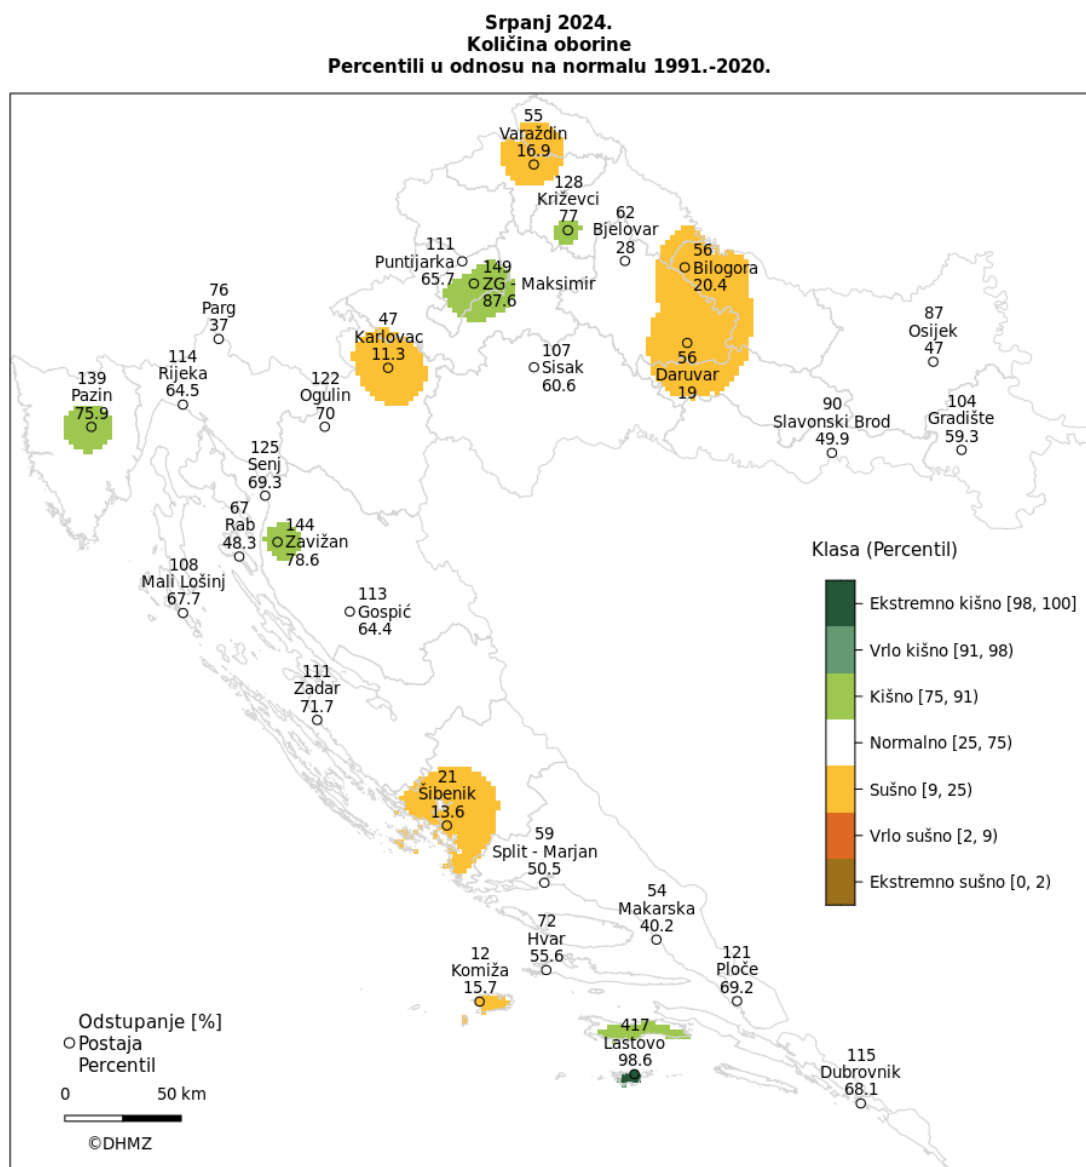 Srpanj 2024.
Količina oborine
Percentili u odnosu na normalu 1991.-2020.
55
Varaždin
16.9
128
Križevci
77
62
Bjelovar
28
111
Puntijarka
65.7
149
ZG - Maksimir
87.6
56
Bilogora
20.4
76
Parg
37
47
Karlovac
11.3
107
Sisak
60.6
56
Daruvar
19
87
Osijek
47
114
Rijeka
64.5
139
Pazin
75.9
122
Ogulin
70
90
Slavonski Brod
49.9
104
Gradište
59.3
125
Senj
69.3
67
Rab
48.3
144
Zavižan
78.6
108
Mali Lošinj
67.7
113
Gospić
64.4
111
Zadar
71.7
21
Šibenik
13.6
59
Split - Marjan
50.5
54
Makarska
40.2
72
Hvar
55.6
12
Komiža
15.7
121
Ploče
69.2
417
Lastovo
98.6
115
Dubrovnik
68.1
Klasa (Percentil)
Ekstremno kišno [98, 100]
Vrlo kišno [91, 98)
Kišno [75, 91)
Normalno [25, 75)
Sušno [9, 25)
Vrlo sušno [2, 9)
Ekstremno sušno [0, 2)
Odstupanje [%]
Postaja
Percentil
0 50 km
©DHMZ